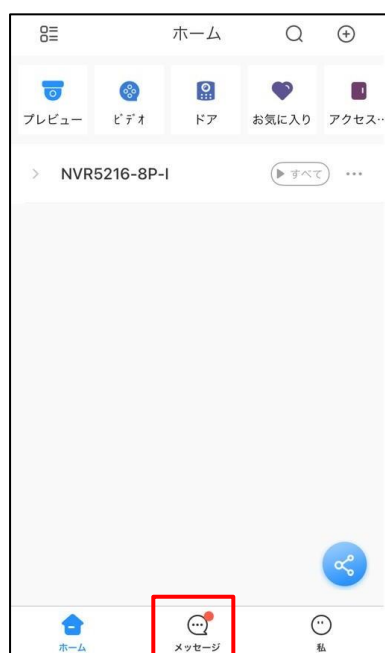 ホーム
プレビュー ビデオ ドア お気に入り アクセス‥
NVR5216-8P-I すべて
ホーム メッセージ 私